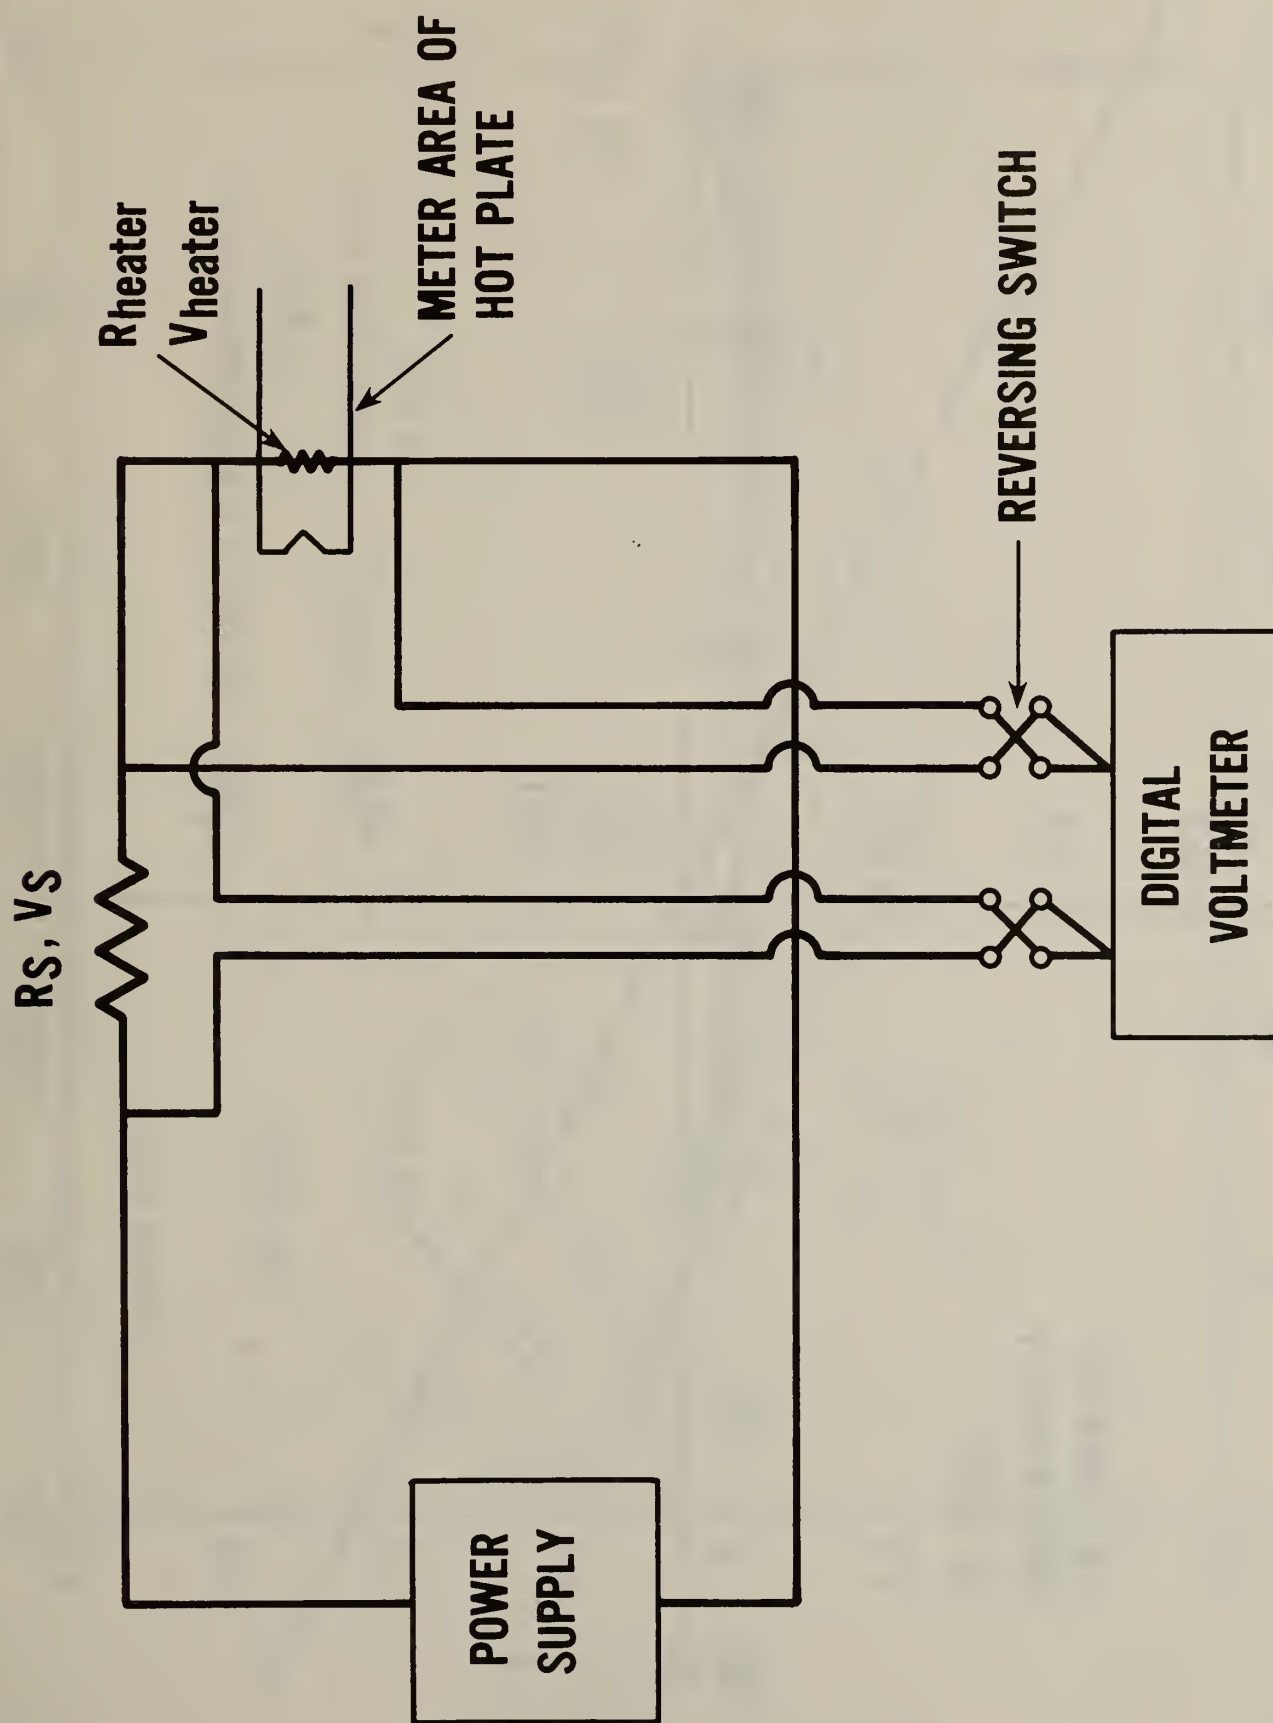 RS, VS
Rheater
Vheater
METER AREA OF
HOT PLATE
REVERSING SWITCH
POWER
SUPPLY
DIGITAL
VOLTMETER